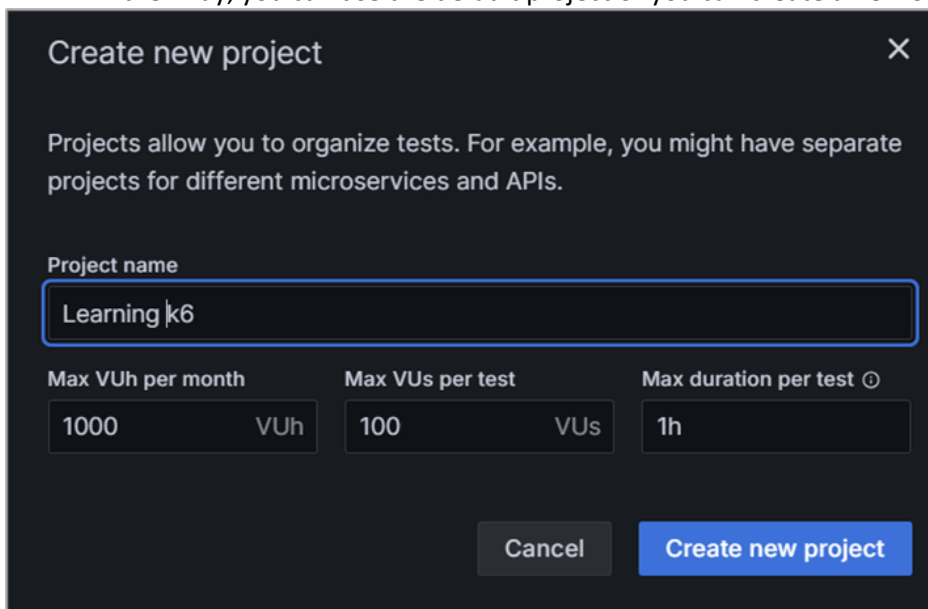 Create new project
Projects allow you to organize tests. For example, you might have separate
projects for different microservices and APIs.
Project name
Learning k6
Max VUh per month Max VUs per test Max duration per test
1000 VUh 100 VUs 1h
Cancel Create new project